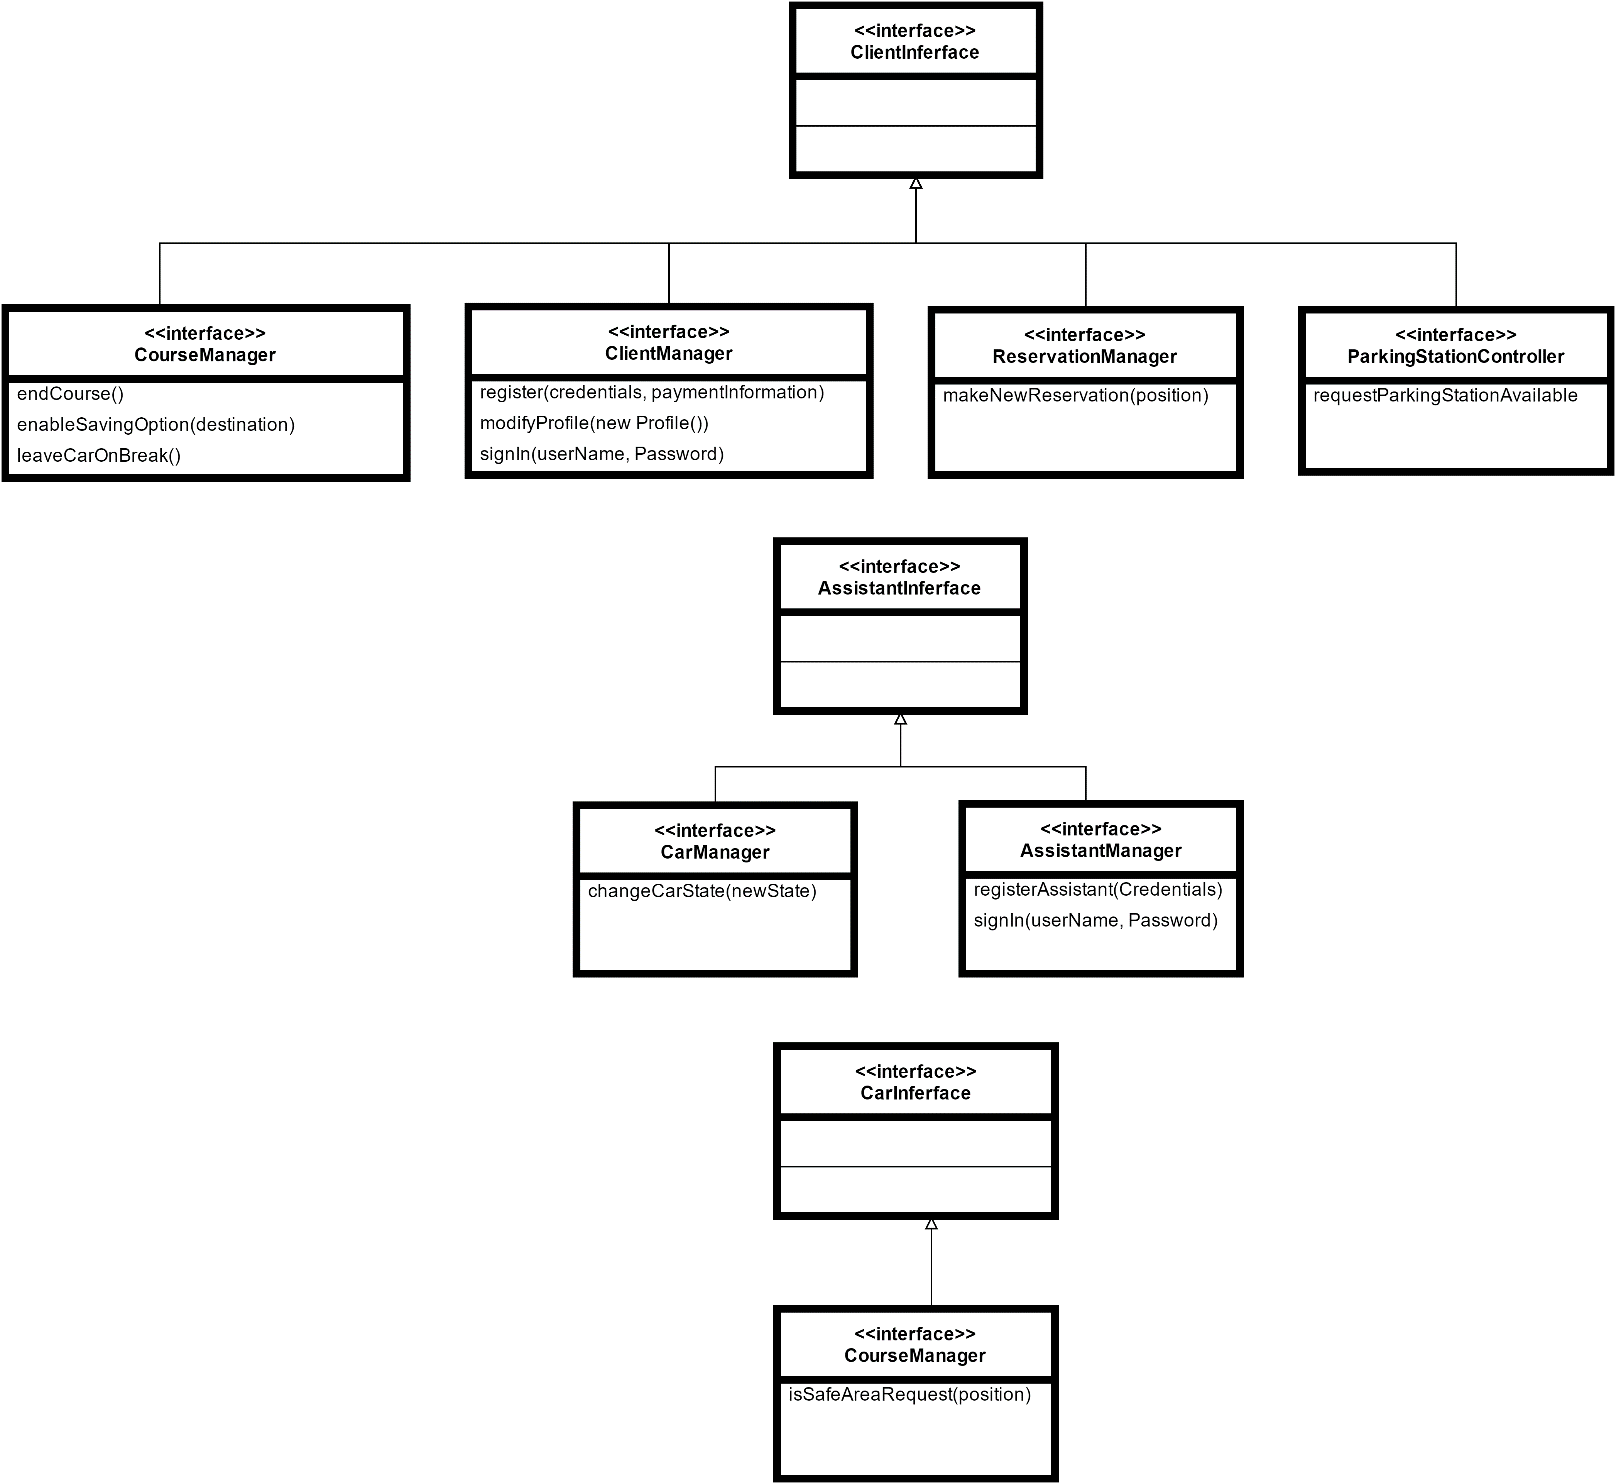 <<interface>>
ClientInferface
<<interface>>
CourseManager
endCourse()
enableSavingOption(destination)
leaveCarOnBreak()
<<interface>>
ClientManager
register(credentials, paymentInformation)
modifyProfile(new Profile())
signIn(userName, Password)
<<interface>>
ReservationManager
makeNewReservation(position)
<<interface>>
ParkingStationController
requestParkingStationAvailable
<<interface>>
AssistantInferface
<<interface>>
CarManager
changeCarState(newState)
<<interface>>
AssistantManager
registerAssistant(Credentials)
signIn(userName, Password)
<<interface>>
CarInferface
<<interface>>
CourseManager
isSafeAreaRequest(position)